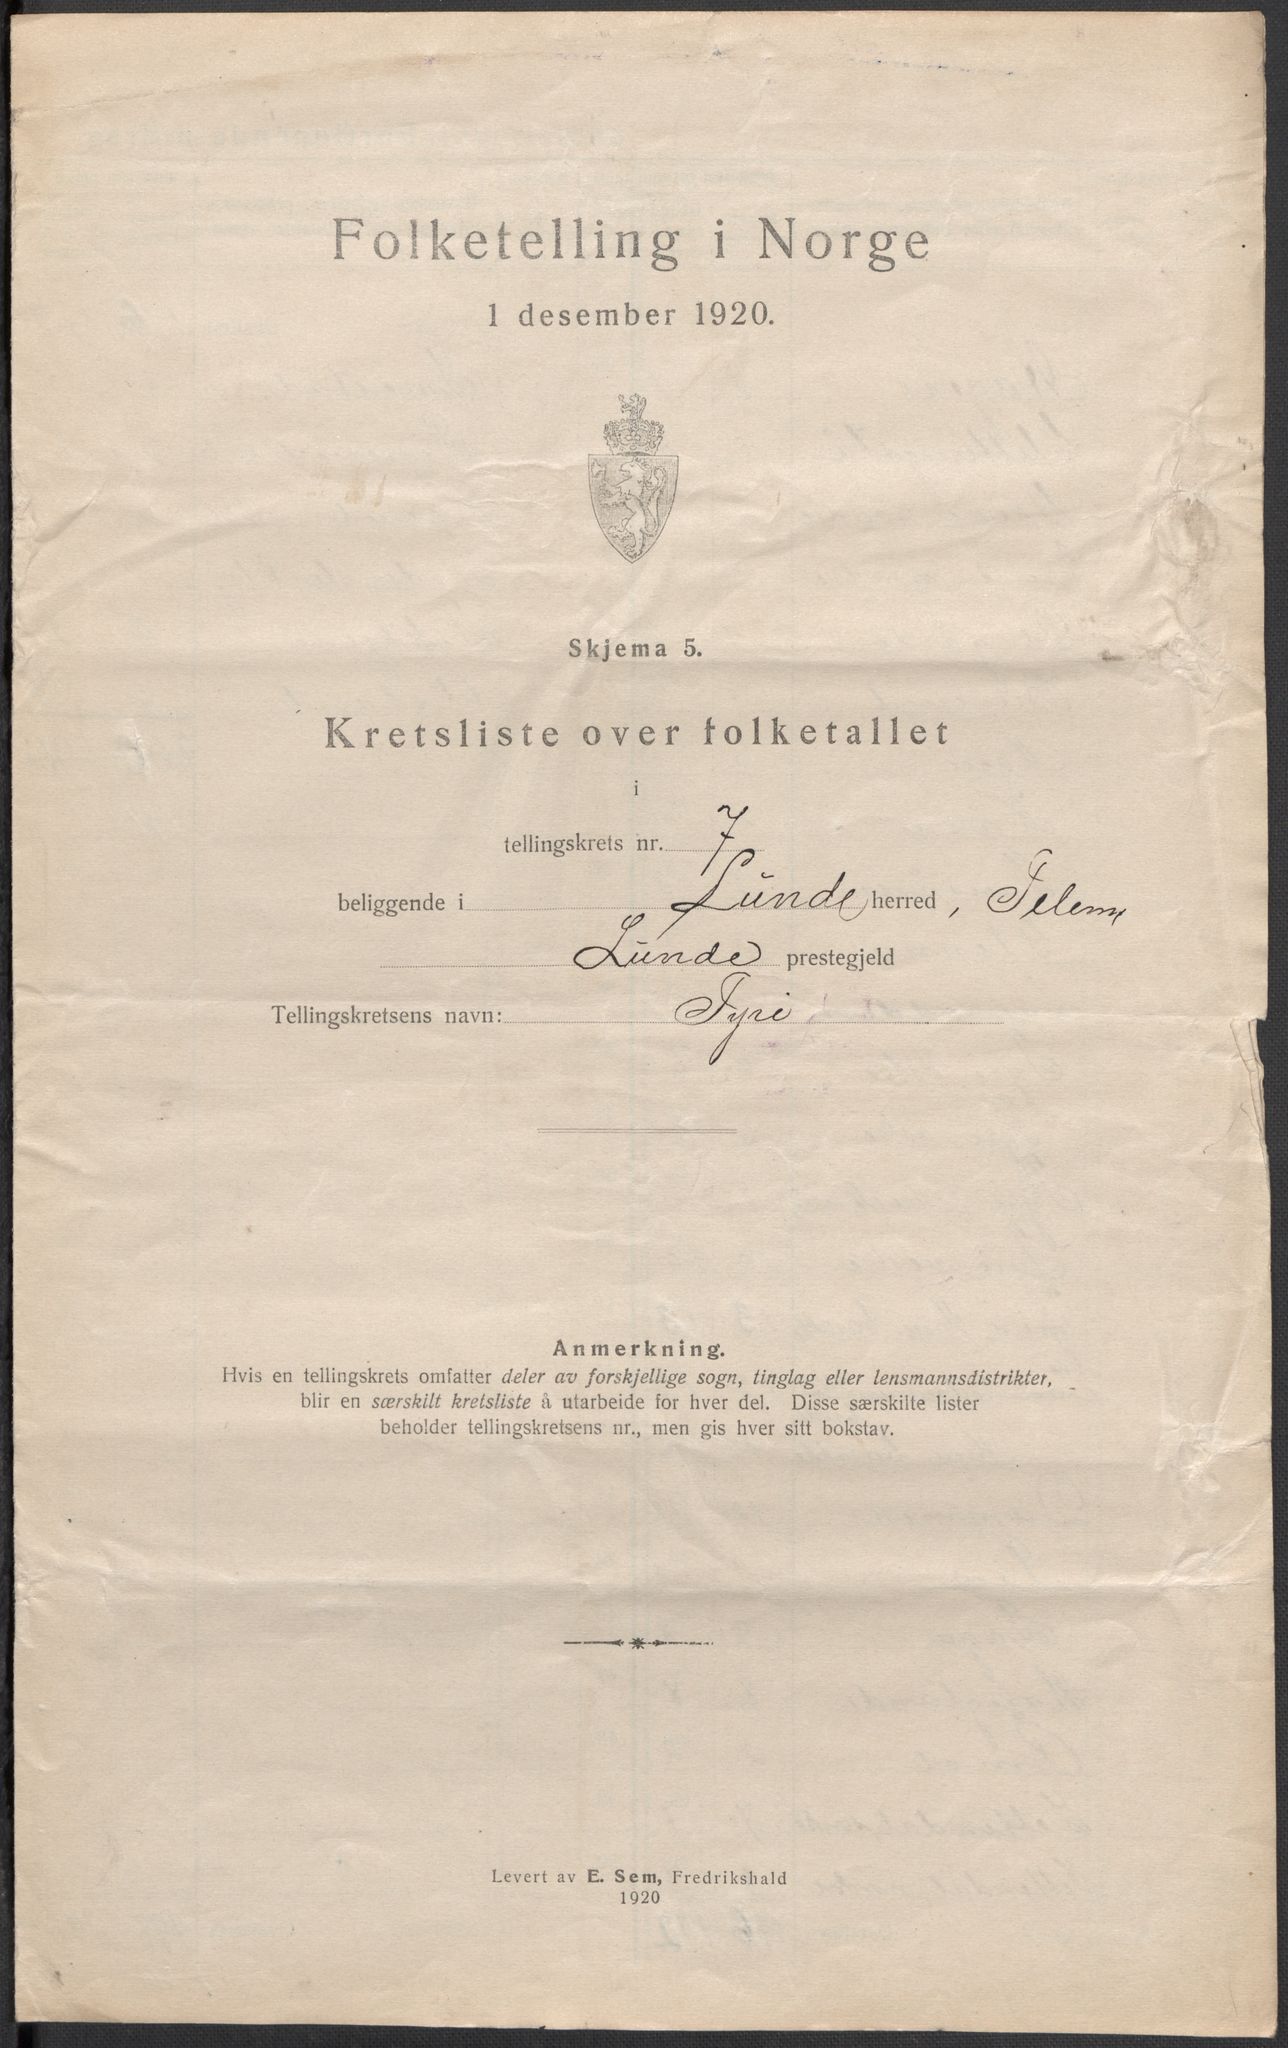 Folketelling i Norge
1 desember 1920.
Skjema 5.
Kretsliste over folketallet
i
tellingskrets nr. 7
beliggende i Lunde herred, Telem
Lunde prestegjeld
Tellingskretsens navn: Tyri
Anmerkning.
Hvis en tellingskrets omfatter deler av forskjellige sogn, tinglag eller lensmannsdistrikter,
blir en særskilt kretsliste å utarbeide for hver del. Disse særskilte lister
beholder tellingskretsens nr., men gis hver sitt bokstav.
Levert av E. Sem, Fredrikshald
1920